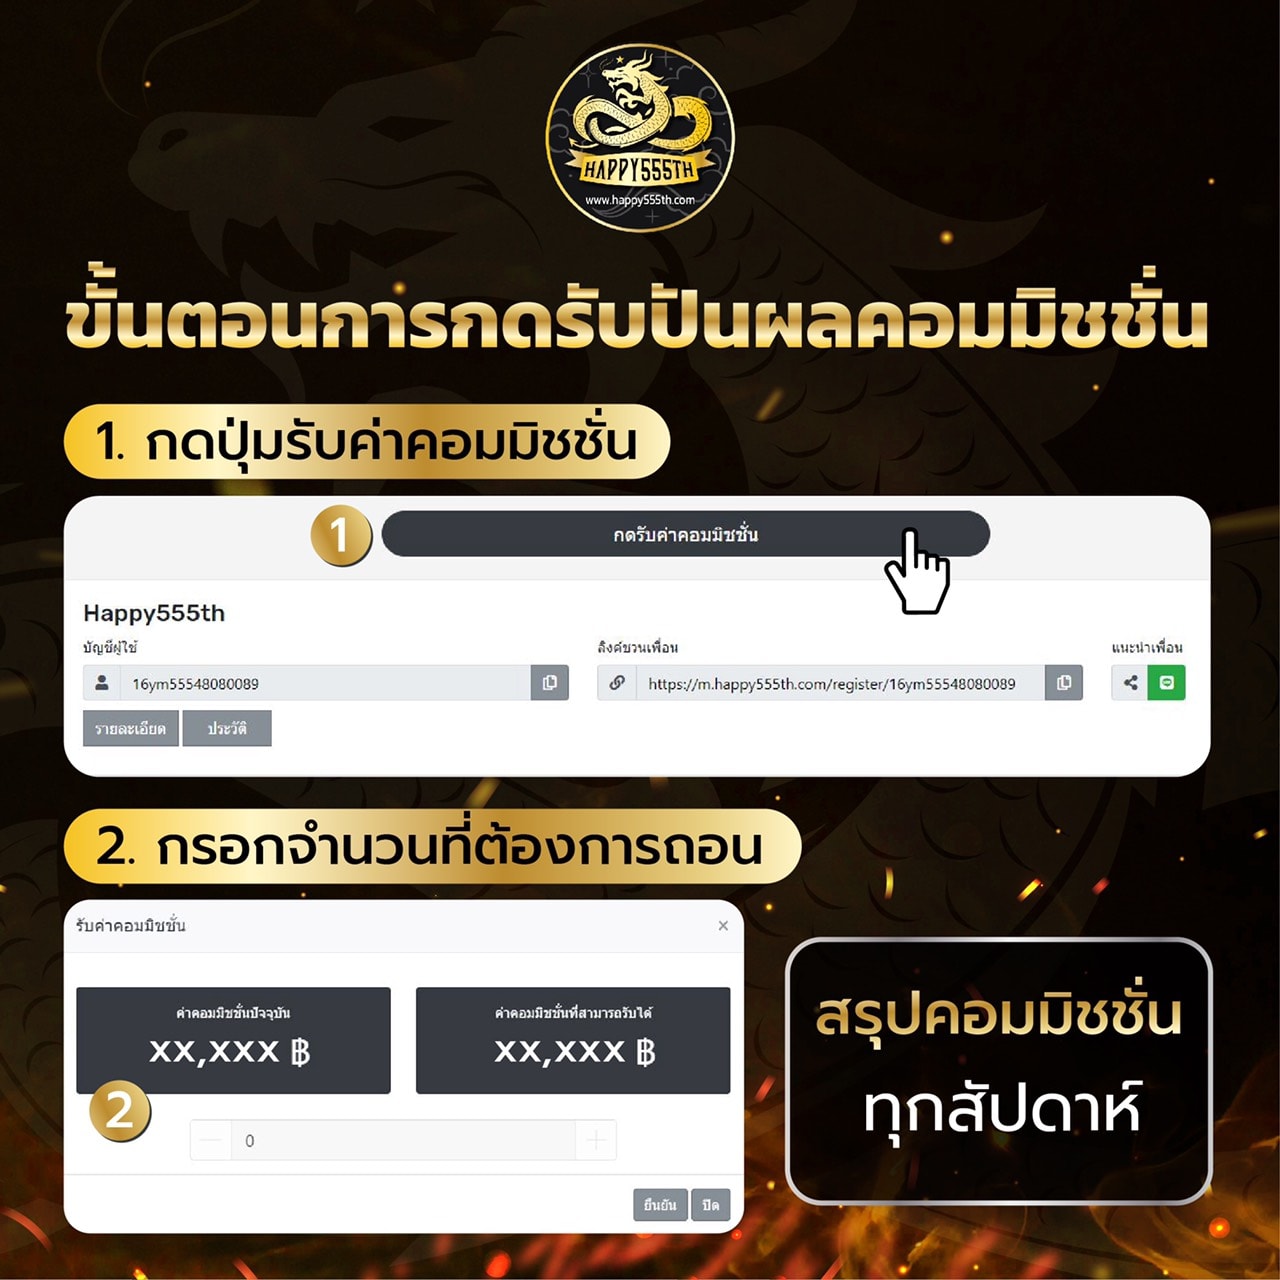 HAPPY555TH
www.happy555th.com
ขั้นตอนการกดรับปันผลคอมมิชชั่น
1. กดปุ่มรับค่าคอมมิชชั่น
1
กดรับค่าคอมมิชชั่น
Happy555th
บัญชีผู้ใช้
ลิงค์ชวนเพื่อน
แนะนำเพื่อน
16ym55548080089
https://m.happy555th.com/register/16ym55548080089
รายละเอียด
ประวัติ
2. กรอกจำนวนที่ต้องการถอน
รับค่าคอมมิชชั่น
×
ค่าคอมมิชชั่นปัจจุบัน
xx,xxx ฿
ค่าคอมมิชชั่นที่สามารถรับได้
xx,xxx ฿
2
0
ยืนยัน
ปิด
สรุปคอมมิชชั่น
ทุกสัปดาห์